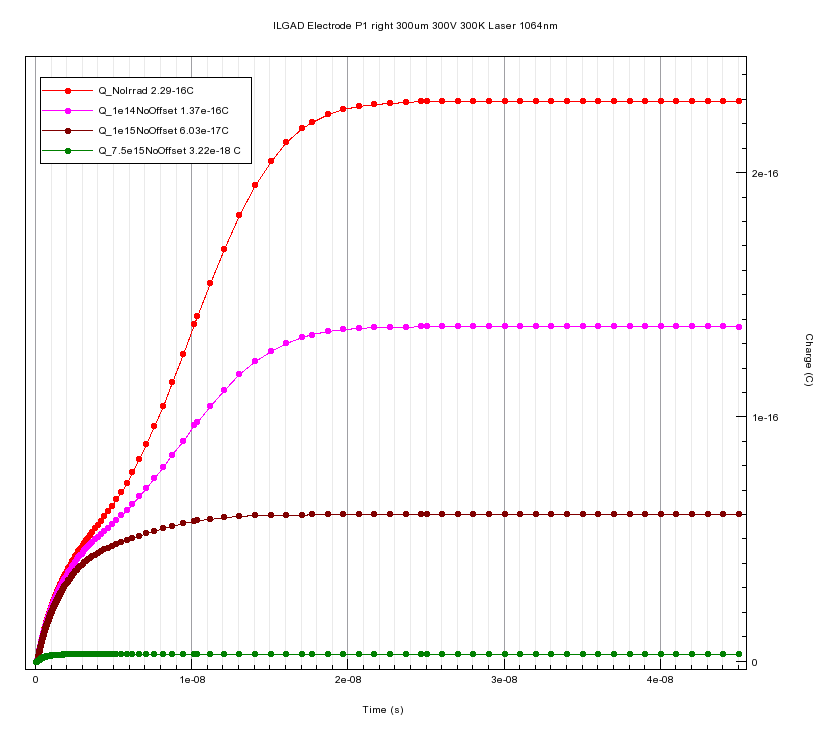 ILGAD Electrode P1 right 300um 300V 300K Laser 1064nm
Q_NoIrrad 2.29-16C
Q_1e14NoOffset 1.37e-16C
Q_1e15NoOffset 6.03e-17C
Q_7.5e15NoOffset 3.22e-18 C
2e-16
Charge (C)
1e-16
0
0 1e-08 2e-08 3e-08 4e-08
Time (s)